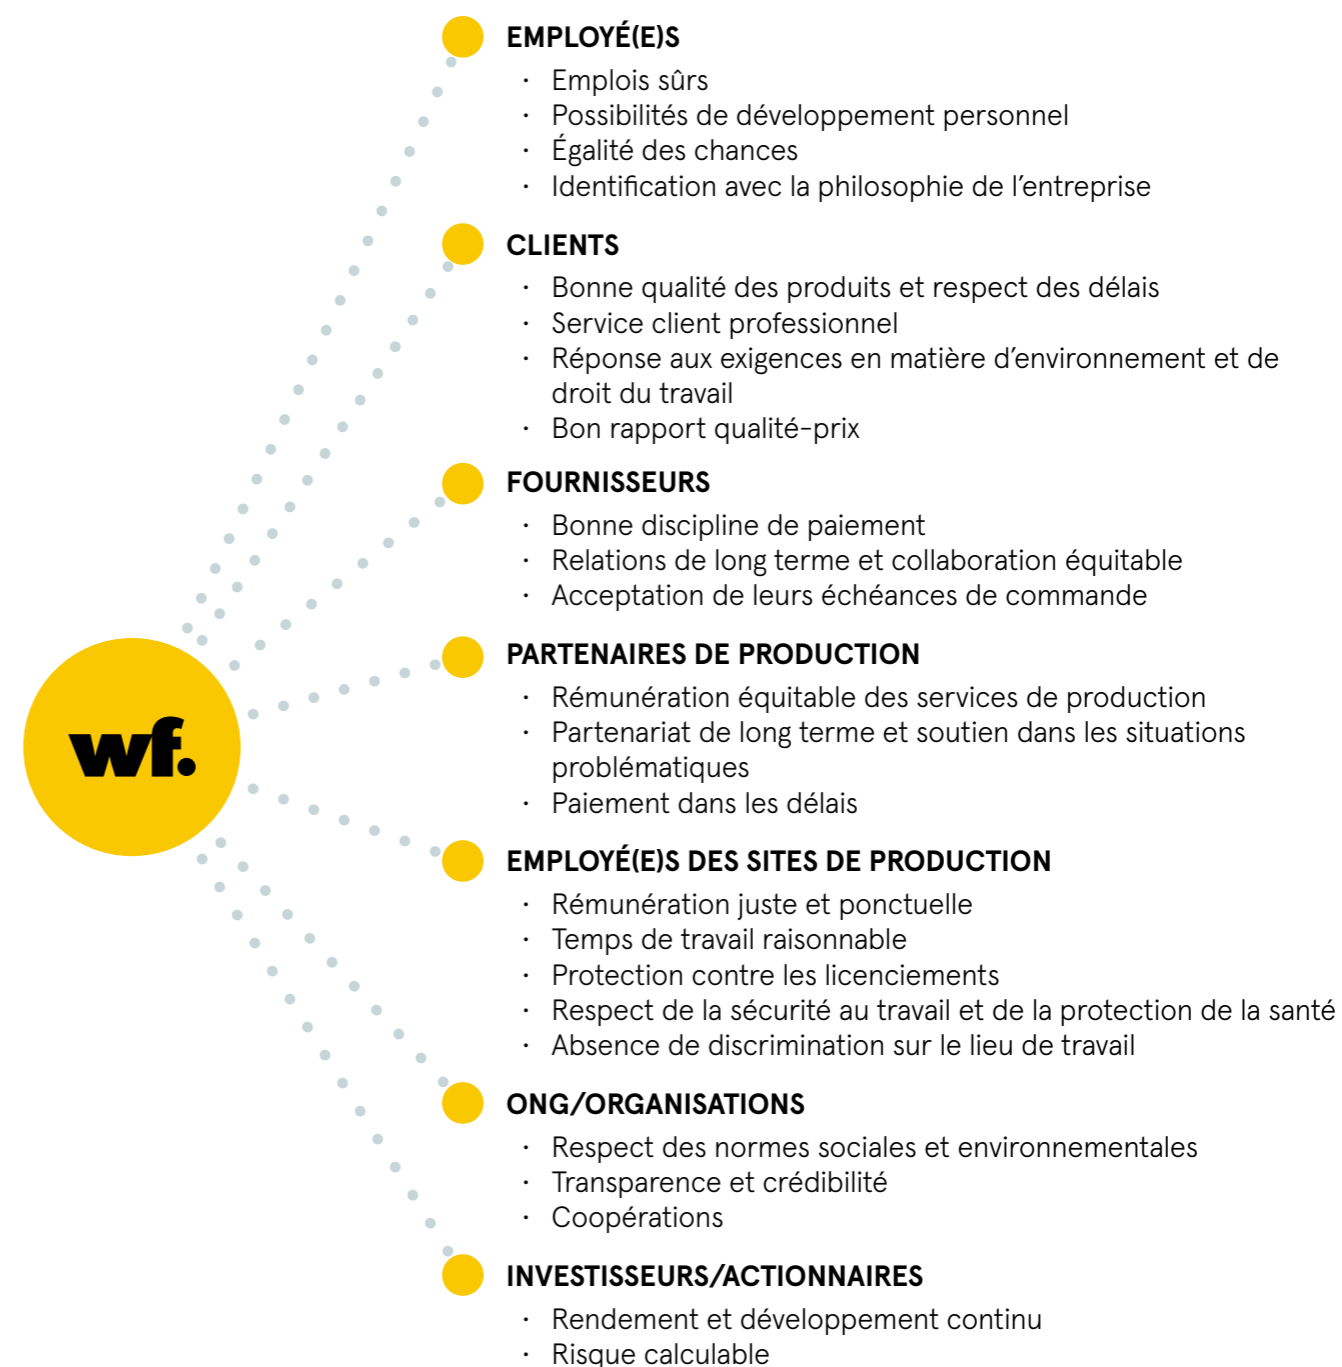 EMPLOYÉ(E)S
· Emplois sûrs
· Possibilités de développement personnel
· Égalité des chances
· Identification avec la philosophie de l’entreprise
CLIENTS
· Bonne qualité des produits et respect des délais
· Service client professionnel
· Réponse aux exigences en matière d’environnement et de
droit du travail
· Bon rapport qualité-prix
FOURNISSEURS
· Bonne discipline de paiement
· Relations de long terme et collaboration équitable
· Acceptation de leurs échéances de commande
wf.
PARTENAIRES DE PRODUCTION
· Rémunération équitable des services de production
· Partenariat de long terme et soutien dans les situations
problématiques
· Paiement dans les délais
EMPLOYÉ(E)S DES SITES DE PRODUCTION
· Rémunération juste et ponctuelle
· Temps de travail raisonnable
· Protection contre les licenciements
· Respect de la sécurité au travail et de la protection de la santé
· Absence de discrimination sur le lieu de travail
ONG/ORGANISATIONS
· Respect des normes sociales et environnementales
· Transparence et crédibilité
· Coopérations
INVESTISSEURS/ACTIONNAIRES
· Rendement et développement continu
· Risque calculable